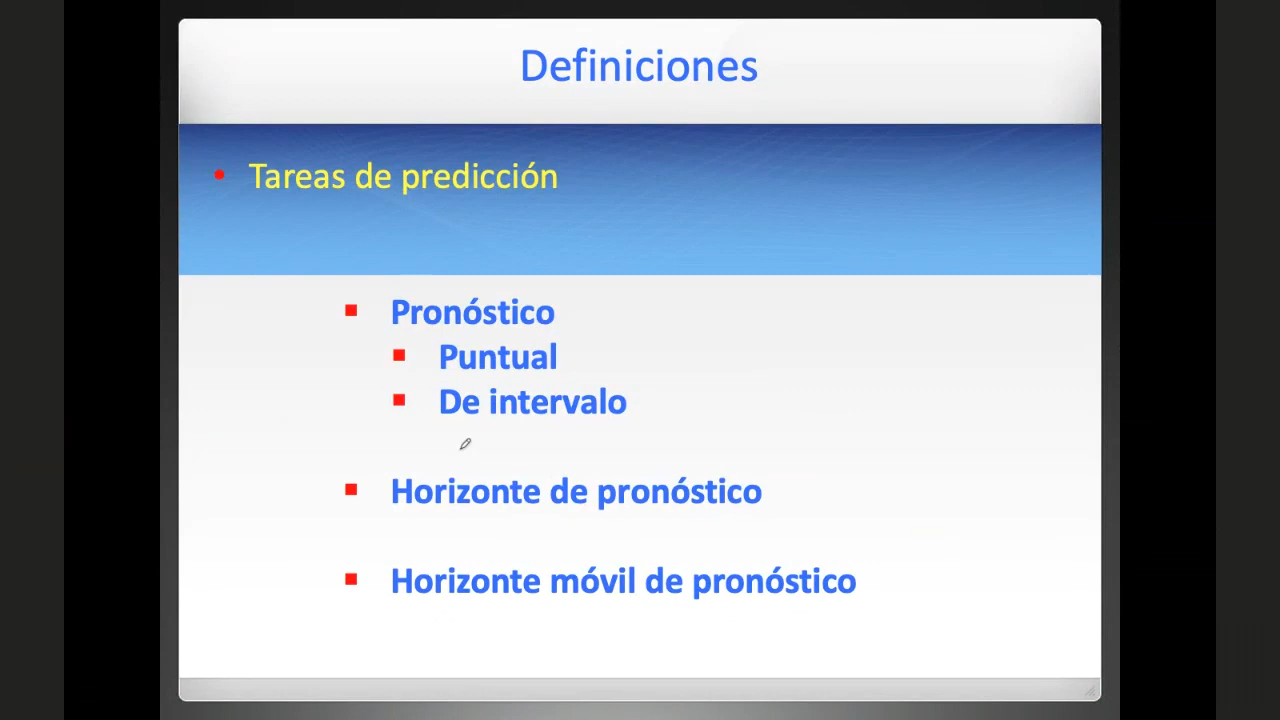 Definiciones
Tareas de predicción
Pronóstico
Puntual
De intervalo
Horizonte de pronóstico
Horizonte móvil de pronóstico